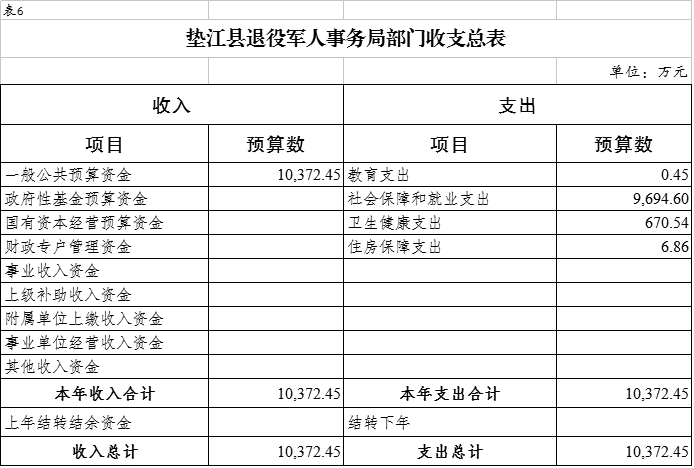 表6
垫江县退役军人事务局部门收支总表
单位：万元
收入 支出
项目 预算数 项目 预算数
一般公共预算资金 10,372.45 教育支出 0.45
政府性基金预算资金 社会保障和就业支出 9,694.60
国有资本经营预算资金 卫生健康支出 670.54
财政专户管理资金 住房保障支出 6.86
事业收入资金
上级补助收入资金
附属单位上缴收入资金
事业单位经营收入资金
其他收入资金
本年收入合计 10,372.45 本年支出合计 10,372.45
上年结转结余资金 结转下年
收入总计 10,372.45 支出总计 10,372.45